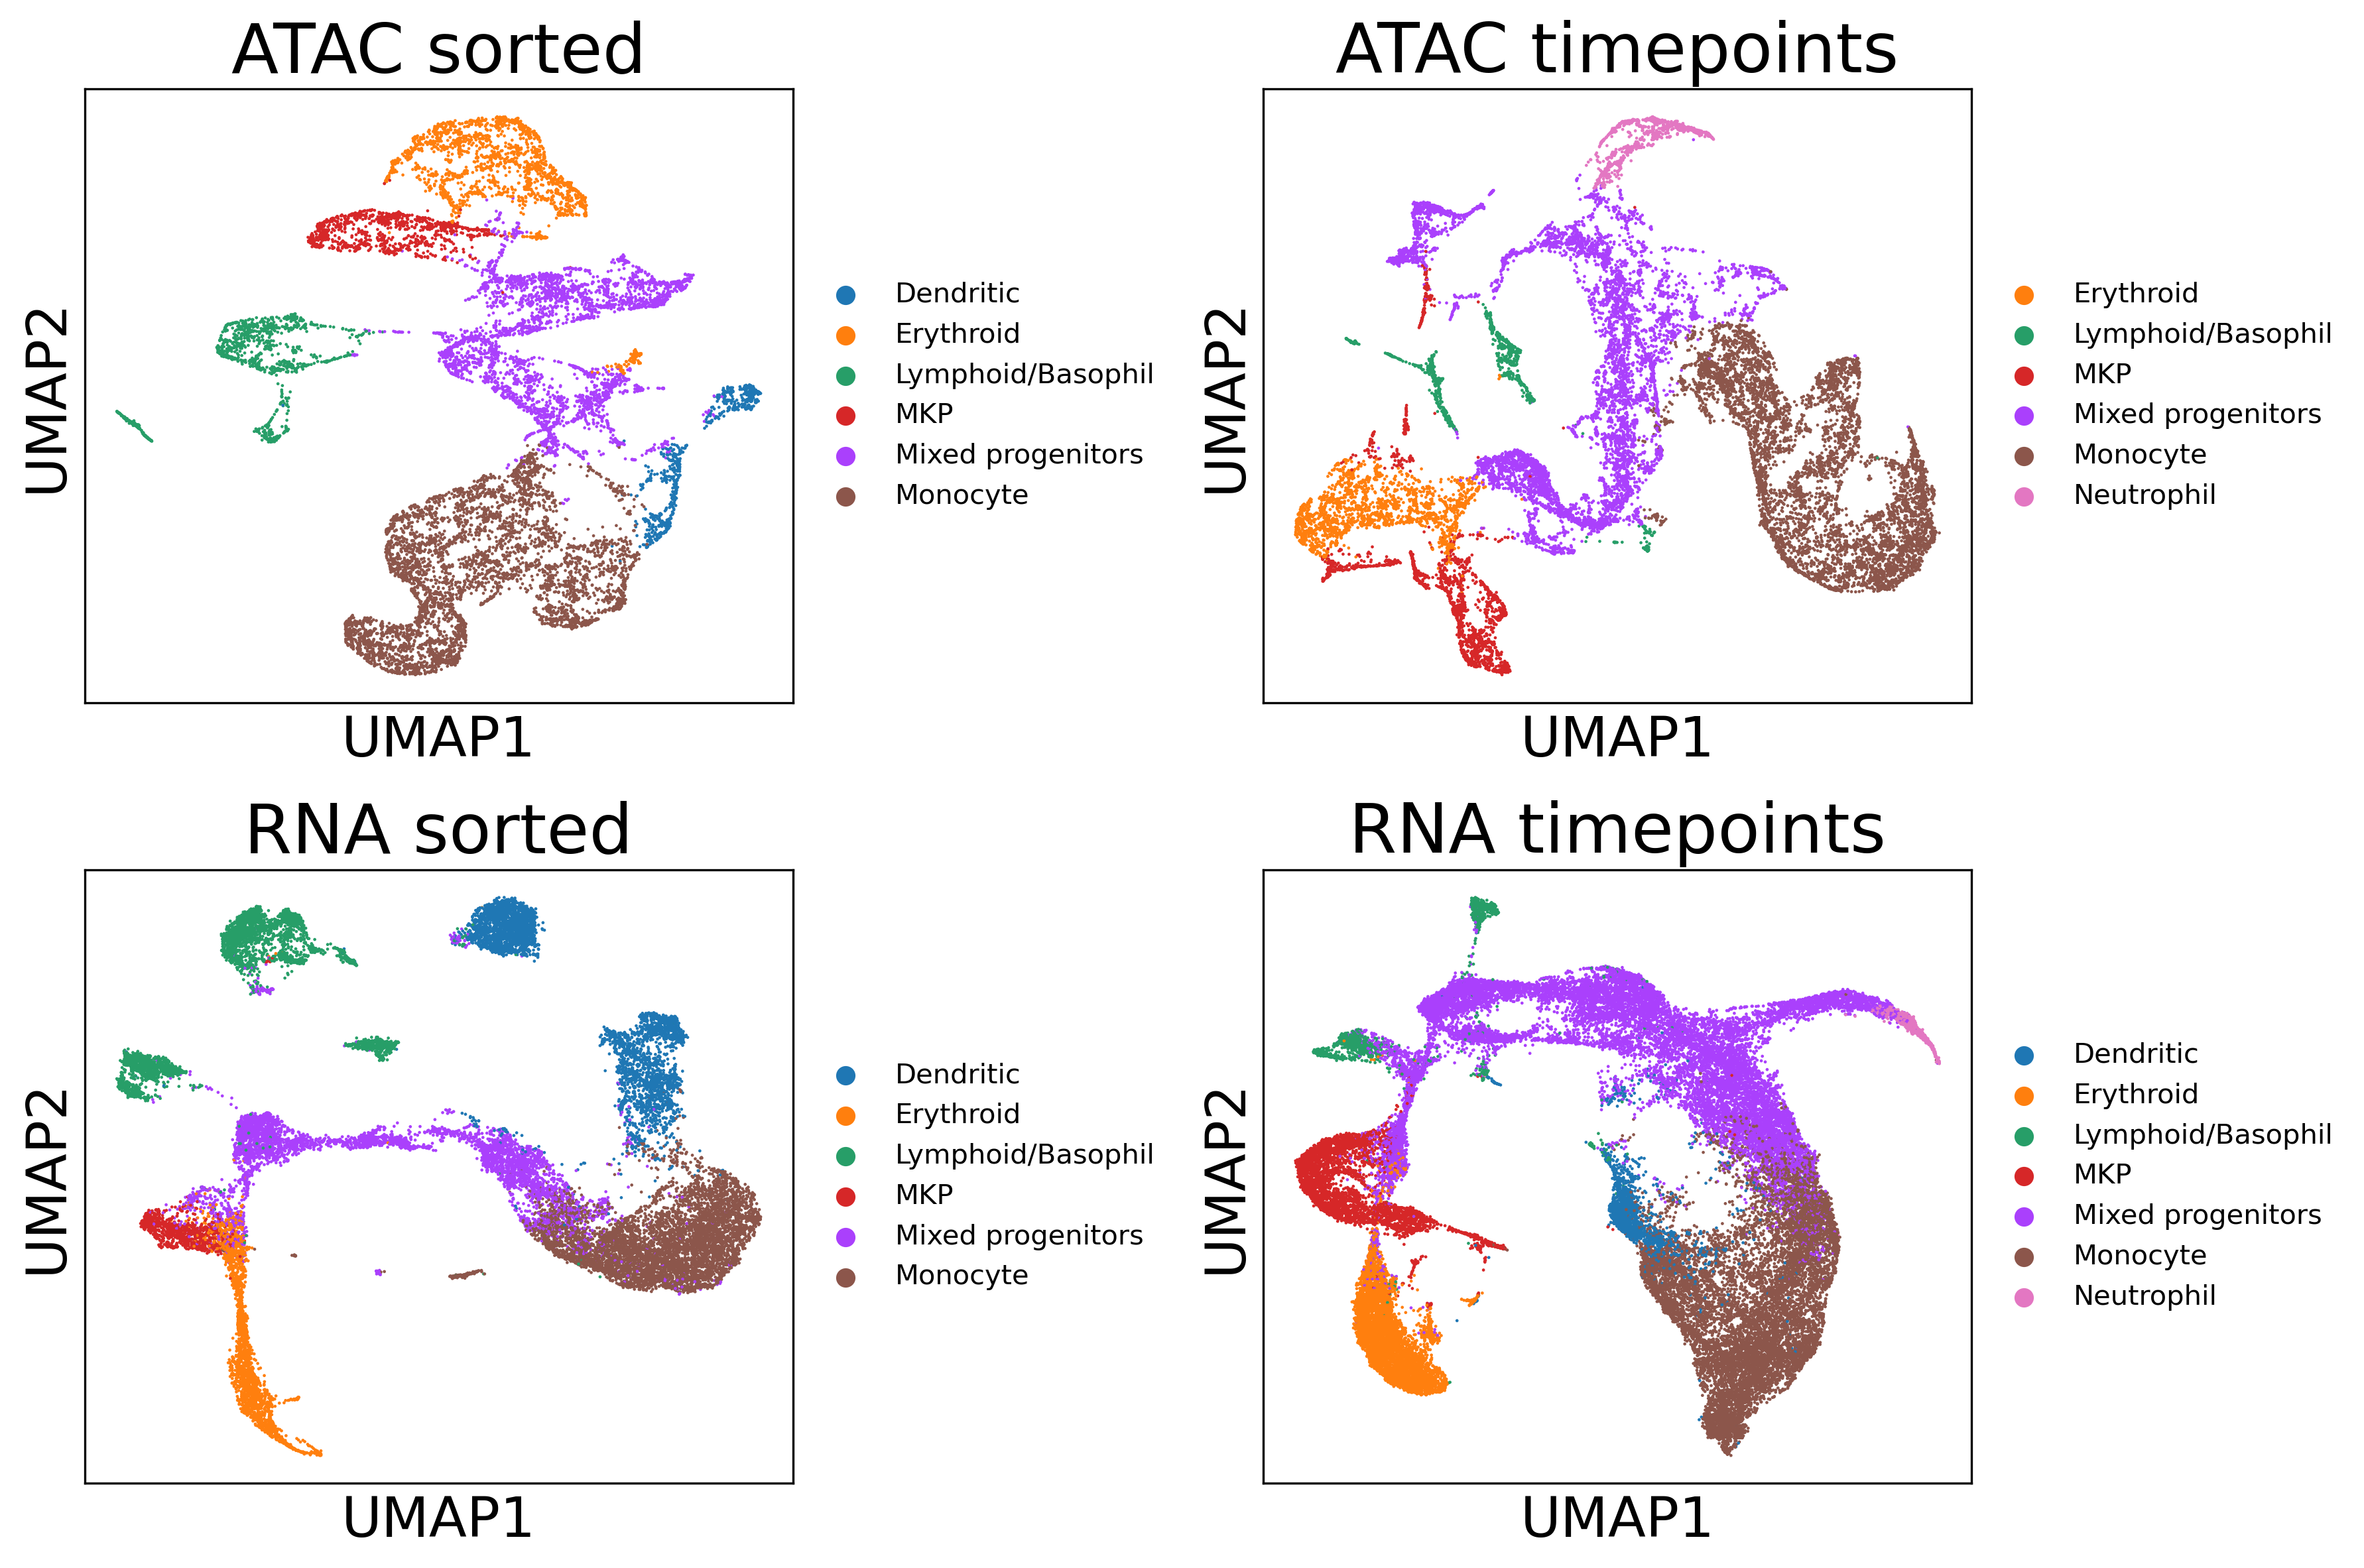 ATAC sorted
UMAP2
UMAP1
Dendritic
Erythroid
Lymphoid/Basophil
MKP
Mixed progenitors
Monocyte
ATAC timepoints
UMAP2
UMAP1
Erythroid
Lymphoid/Basophil
MKP
Mixed progenitors
Monocyte
Neutrophil
RNA sorted
UMAP2
UMAP1
Dendritic
Erythroid
Lymphoid/Basophil
MKP
Mixed progenitors
Monocyte
RNA timepoints
UMAP2
UMAP1
Dendritic
Erythroid
Lymphoid/Basophil
MKP
Mixed progenitors
Monocyte
Neutrophil